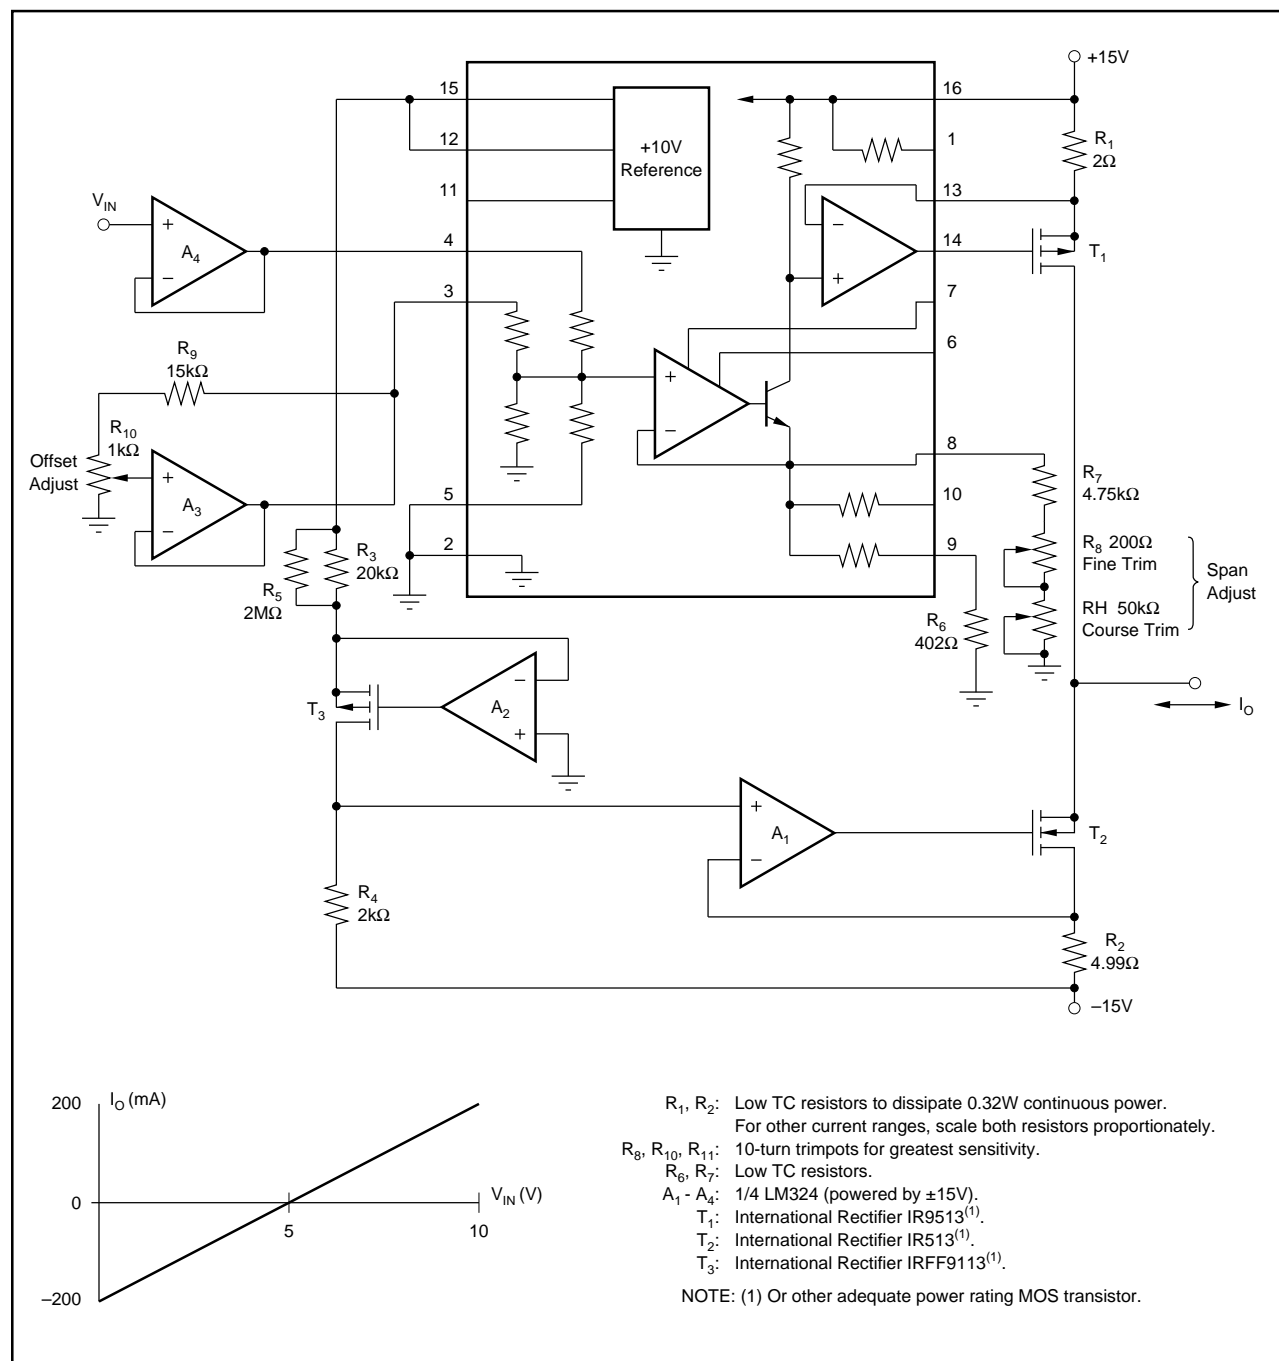 +15V
15
16
12
1
R1
2Ω
+10V
Reference
11
13
VIN
+
–
A4
4
–
+
14
T1
3
7
6
R9
15kΩ
+
–
R10
1kΩ
Offset
Adjust
+
–
A3
8
R7
4.75kΩ
5
10
2
9
R8 200Ω
Fine Trim
Span
Adjust
R3
20kΩ
R5
2MΩ
RH 50kΩ
Course Trim
R6
402Ω
–
+
A2
T3
IO
+
–
A1
T2
R4
2kΩ
R2
4.99Ω
–15V
200
IO (mA)
0
VIN (V)
5
10
–200
R1, R2: Low TC resistors to dissipate 0.32W continuous power.
For other current ranges, scale both resistors proportionately.
R8, R10, R11: 10-turn trimpots for greatest sensitivity.
R6, R7: Low TC resistors.
A1 - A4: 1/4 LM324 (powered by ±15V).
T1: International Rectifier IR9513(1).
T2: International Rectifier IR513(1).
T3: International Rectifier IRFF9113(1).
NOTE: (1) Or other adequate power rating MOS transistor.